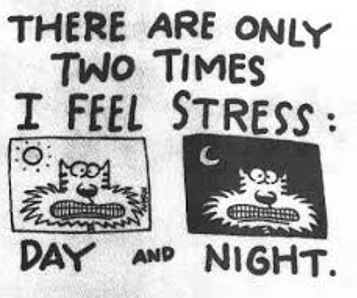 THERE ARE ONLY
TWO TIMES
I FEEL STRESS:
DAY AND NIGHT.